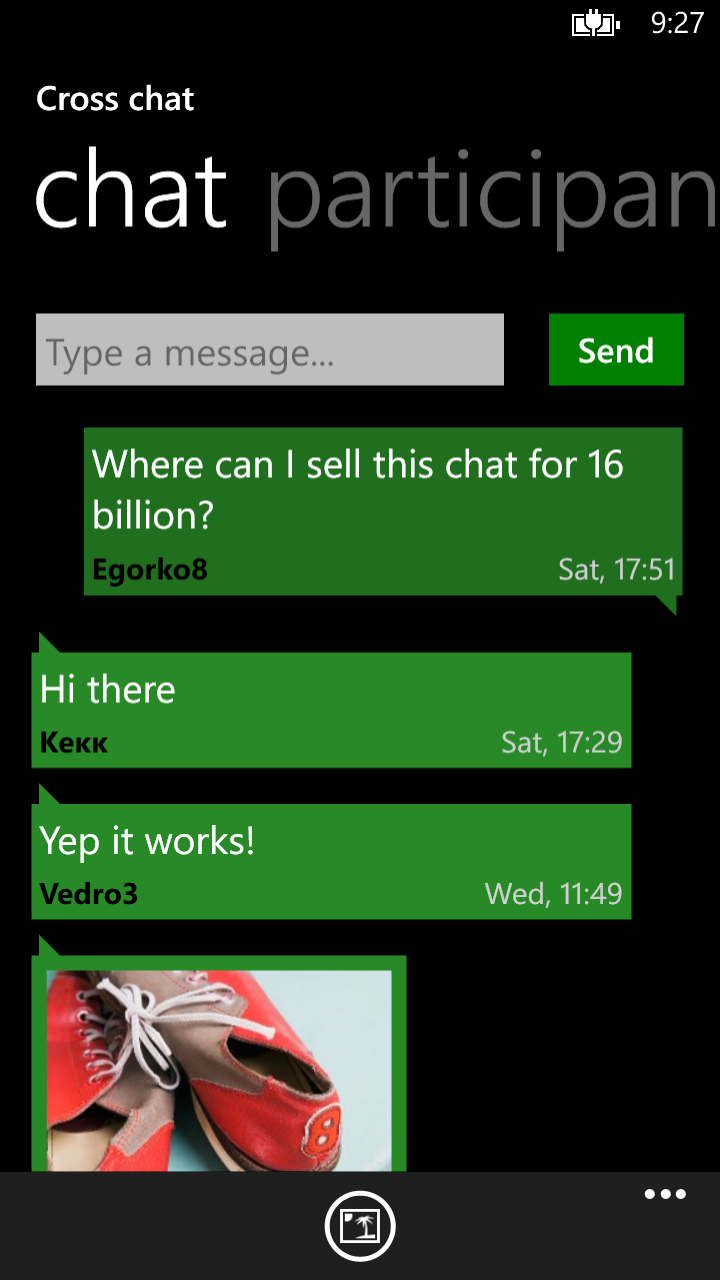 9:27
Cross chat
chat participan
Type a message...
Send
Where can I sell this chat for 16
billion?
Egorko8
Sat, 17:51
Hi there
Кекк
Sat, 17:29
Yep it works!
Vedro3
Wed, 11:49
8